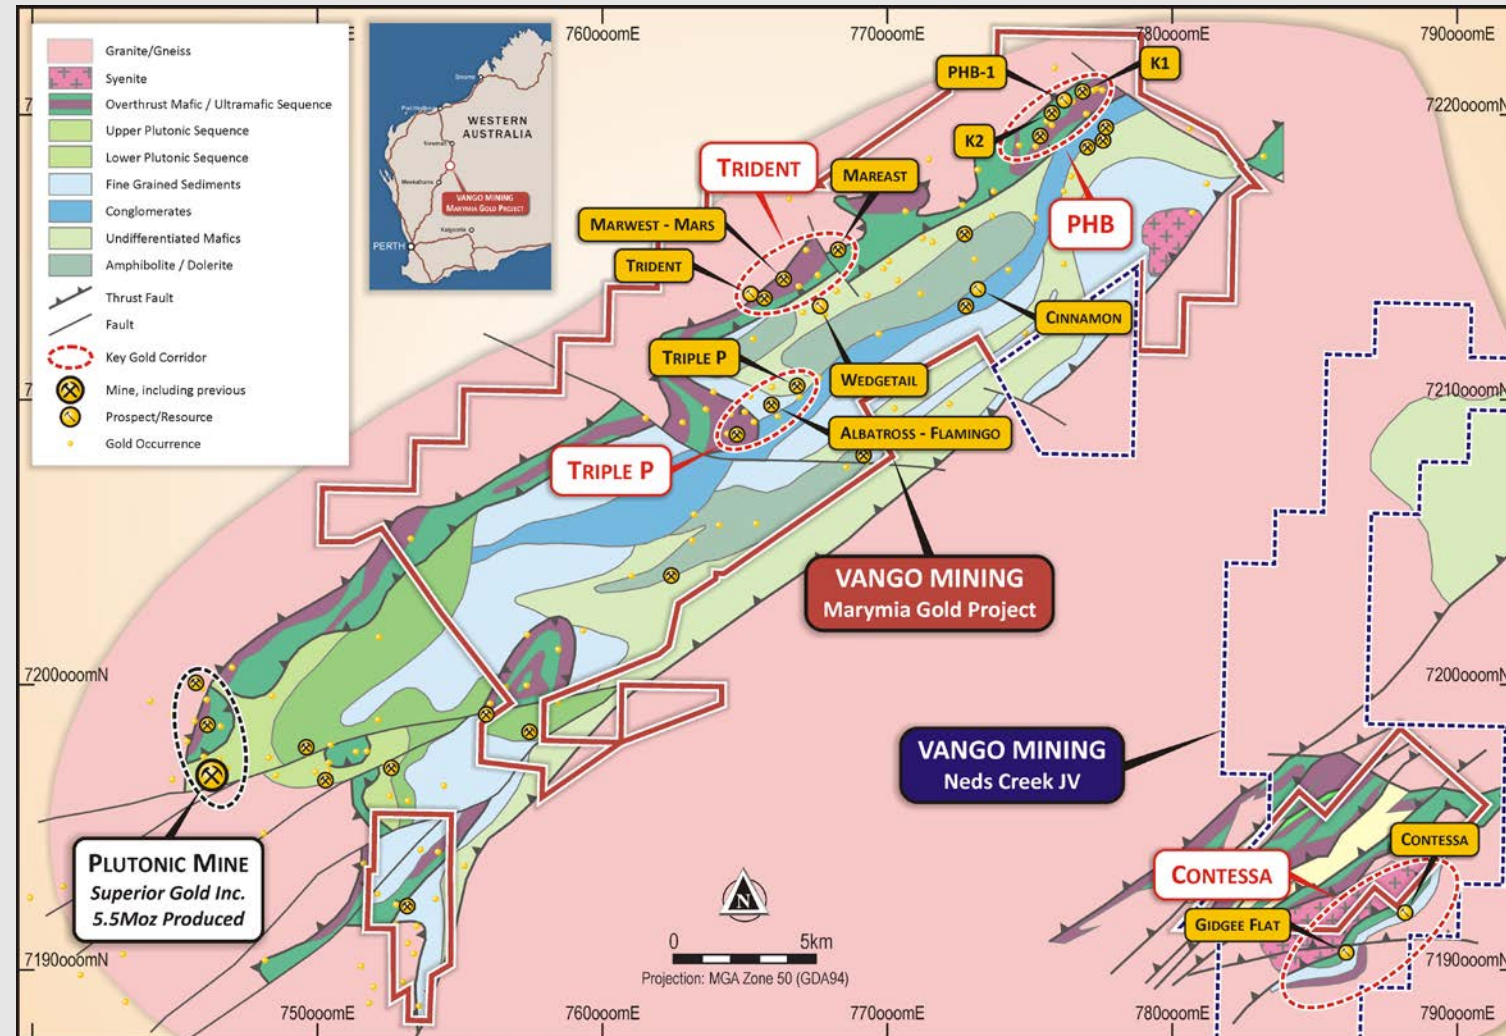 Granite/Gneiss
Syenite
Overthrust Mafic / Ultramafic Sequence
Upper Plutonic Sequence
Lower Plutonic Sequence
Fine Grained Sediments
Conglomerates
Undifferentiated Mafics
Amphibolite / Dolerite
Thrust Fault
Fault
Key Gold Corridor
Mine, including previous
Prospect/Resource
Gold Occurrence
WESTERN
AUSTRALIA
Newman
Meekatharra
VANGO MINING
MARYMIA GOLD PROJECT
Kalgoorlie
PERTH
E
760000mE
770000mE
780000mE
790000mE
7220000mN
7
PHB-1
K1
K2
TRIDENT
MAREAST
PHB
MARWEST - MARS
TRIDENT
CINNAMON
TRIPLE P
WEDGETAIL
7210000mN
7
ALBATROSS - FLAMINGO
TRIPLE P
VANGO MINING
Marymia Gold Project
7200000mN
7200000mN
VANGO MINING
Neds Creek JV
PLUTONIC MINE
Superior Gold Inc.
5.5Moz Produced
CONTESSA
CONTESSA
GIDGEE FLAT
N
0 5km
Projection: MGA Zone 50 (GDA94)
7190000mN
7190000mN
750000mE
760000mE
770000mE
780000mE
790000mE